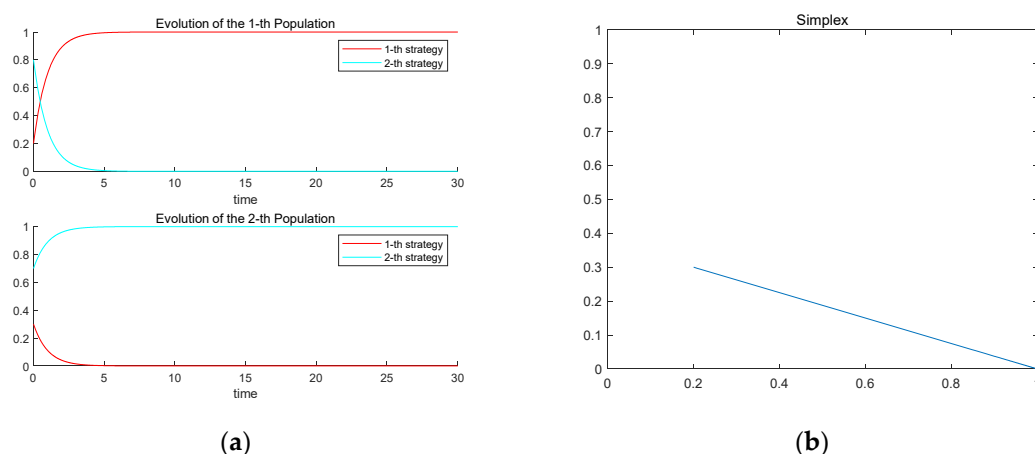 Evolution of the 1-th Population
1
0.8
0.6
0.4
0.2
0
1-th strategy
2-th strategy
0 5 10 15 20 25 30
time
Evolution of the 2-th Population
1
0.8
0.6
0.4
0.2
0
1-th strategy
2-th strategy
0 5 10 15 20 25 30
time
(a)
Simplex
1
0.9
0.8
0.7
0.6
0.5
0.4
0.3
0.2
0.1
0
0 0.2 0.4 0.6 0.8
(b)